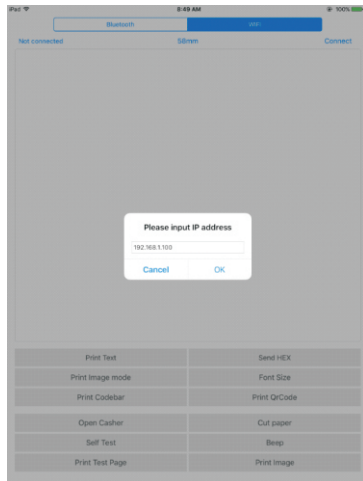 iPad 8:49 AM 100%
Bluetooth WIFI
Not connected 58mm Connect
Please input IP address
192.168.1.100
Cancel OK
Print Text Send HEX
Print Image mode Font Size
Print Codebar Print QrCode
Open Casher Cut paper
Self Test Beep
Print Test Page Print Image